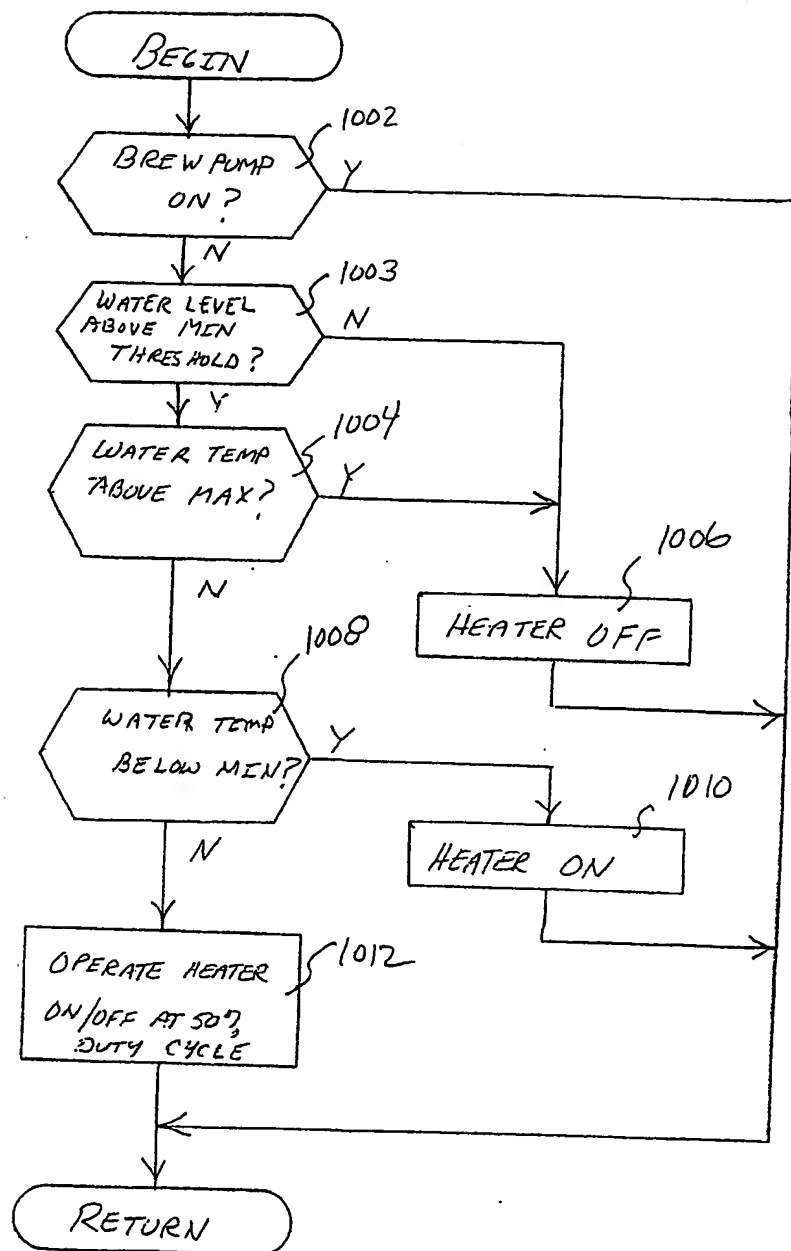 BEGIN
1002
BREW PUMP
ON?
Y
N
1003
WATER LEVEL
ABOVE MIN
THRESHOLD?
N
Y
1004
WATER TEMP
ABOVE MAX?
Y
N
1006
HEATER OFF
1008
WATER TEMP
BELOW MIN?
Y
N
1010
HEATER ON
1012
OPERATE HEATER
ON/OFF AT 50%
DUTY CYCLE
RETURN